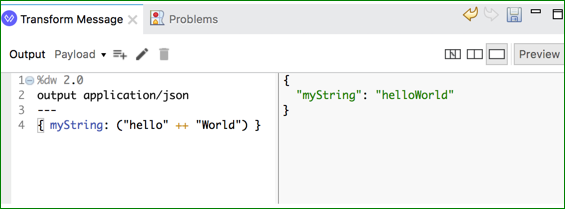 Transform Message
Problems
Output Payload
Preview
1 %dw 2.0
2 output application/json
3 ---
4 { myString: ("hello" ++ "World") }
{
"myString": "helloWorld"
}